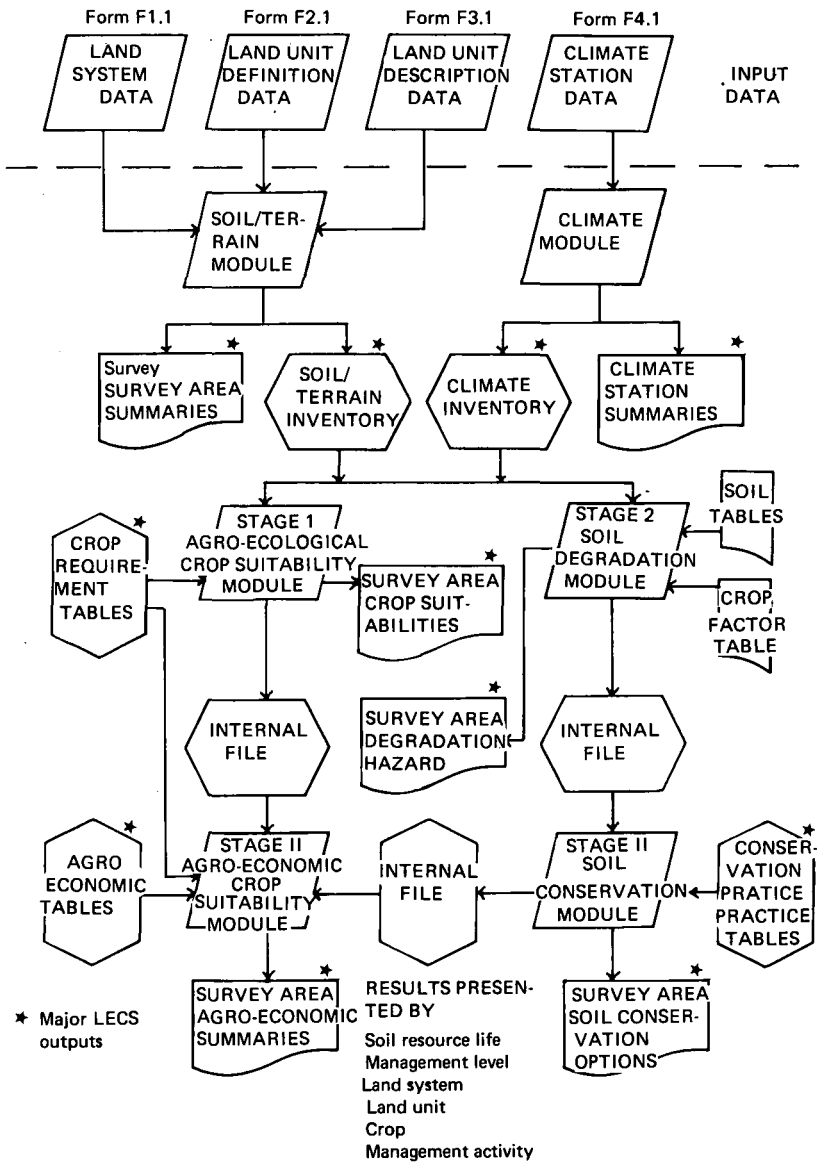 Form F1.1
Form F2.1
Form F3.1
Form F4.1
LAND
SYSTEM
DATA
LAND UNIT
DEFINITION
DATA
LAND UNIT
DESCRIPTION
DATA
CLIMATE
STATION
DATA
INPUT
DATA
SOIL/TER-
RAIN
MODULE
CLIMATE
MODULE
Survey
SURVEY AREA
SUMMARIES
★
SOIL/
TERRAIN
INVENTORY
★
CLIMATE
INVENTORY
★
CLIMATE
STATION
SUMMARIES
★
CROP
REQUIRE-
MENT
TABLES
★
STAGE 1
AGRO-ECOLOGICAL
CROP SUITABILITY
MODULE
SURVEY AREA
CROP SUIT-
ABILITIES
★
STAGE 2
SOIL
DEGRADATION
MODULE
SOIL
TABLES
CROP
FACTOR
TABLE
INTERNAL
FILE
SURVEY AREA
DEGRADATION
HAZARD
★
INTERNAL
FILE
AGRO
ECONOMIC
TABLES
★
STAGE II
AGRO-ECONOMIC
CROP
SUITABILITY
MODULE
INTERNAL
FILE
STAGE II
SOIL
CONSERVATION
MODULE
CONSER-
VATION
PRATICE
PRACTICE
TABLES
★
★ Major LECS
outputs
SURVEY AREA
AGRO-ECONOMIC
SUMMARIES
★
RESULTS PRESEN-
TED BY
Soil resource life
Management level
Land system
Land unit
Crop
Management activity
SURVEY AREA
SOIL CONSER-
VATION
OPTIONS
★